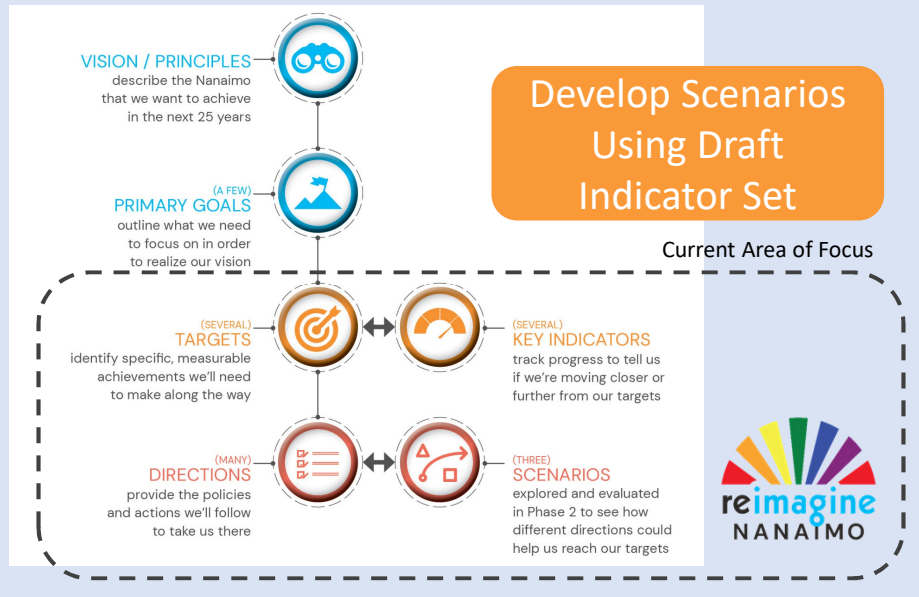 VISION / PRINCIPLES
describe the Nanaimo
that we want to achieve
in the next 25 years
Develop Scenarios
Using Draft
Indicator Set
(A FEW)
PRIMARY GOALS
outline what we need
to focus on in order
to realize our vision
Current Area of Focus
(SEVERAL)
TARGETS
identify specific, measurable
achievements we'll need
to make along the way
(SEVERAL)
KEY INDICATORS
track progress to tell us
if we're moving closer or
further from our targets
(MANY)
DIRECTIONS
provide the policies
and actions we'll follow
to take us there
(THREE)
SCENARIOS
explored and evaluated
in Phase 2 to see how
different directions could
help us reach our targets
reimagine
NANAIMO